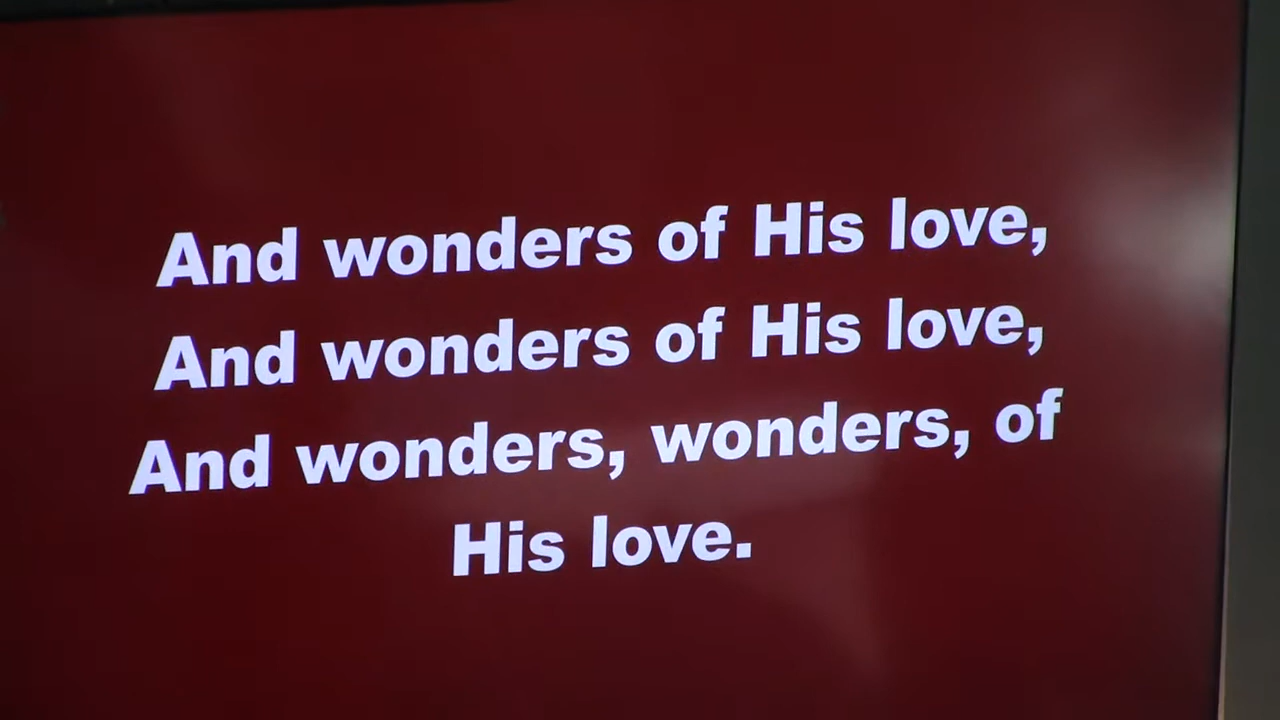 And wonders of His love,
And wonders of His love,
And wonders, wonders, of
His love.